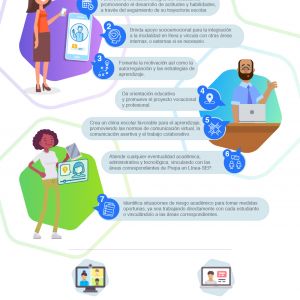 promoviendo el desarrollo de actitudes y habilidades,
a través del seguimiento de su trayectoria escolar.
2
Brinda apoyo socioemocional para la integración
a la modalidad en línea y vincula con otras áreas
internas, o externas si es necesario.
3
Fomenta la motivación así como la
autorregulación y las estrategias de
aprendizaje.
4
Da orientación educativa
y promueve el proyecto vocacional
y profesional.
5
Crea un clima escolar favorable para el aprendizaje,
promoviendo las normas de comunicación virtual, la
comunicación asertiva y el trabajo colaborativo.
6
Atiende cualquier eventualidad académica,
administrativa y tecnológica, vinculando con las
áreas correspondientes de Prepa en Línea-SEP.
7
Identifica situaciones de riesgo académico para tomar medidas
oportunas, ya sea trabajando directamente con cada estudiante
o vinculándolo a las áreas correspondientes.